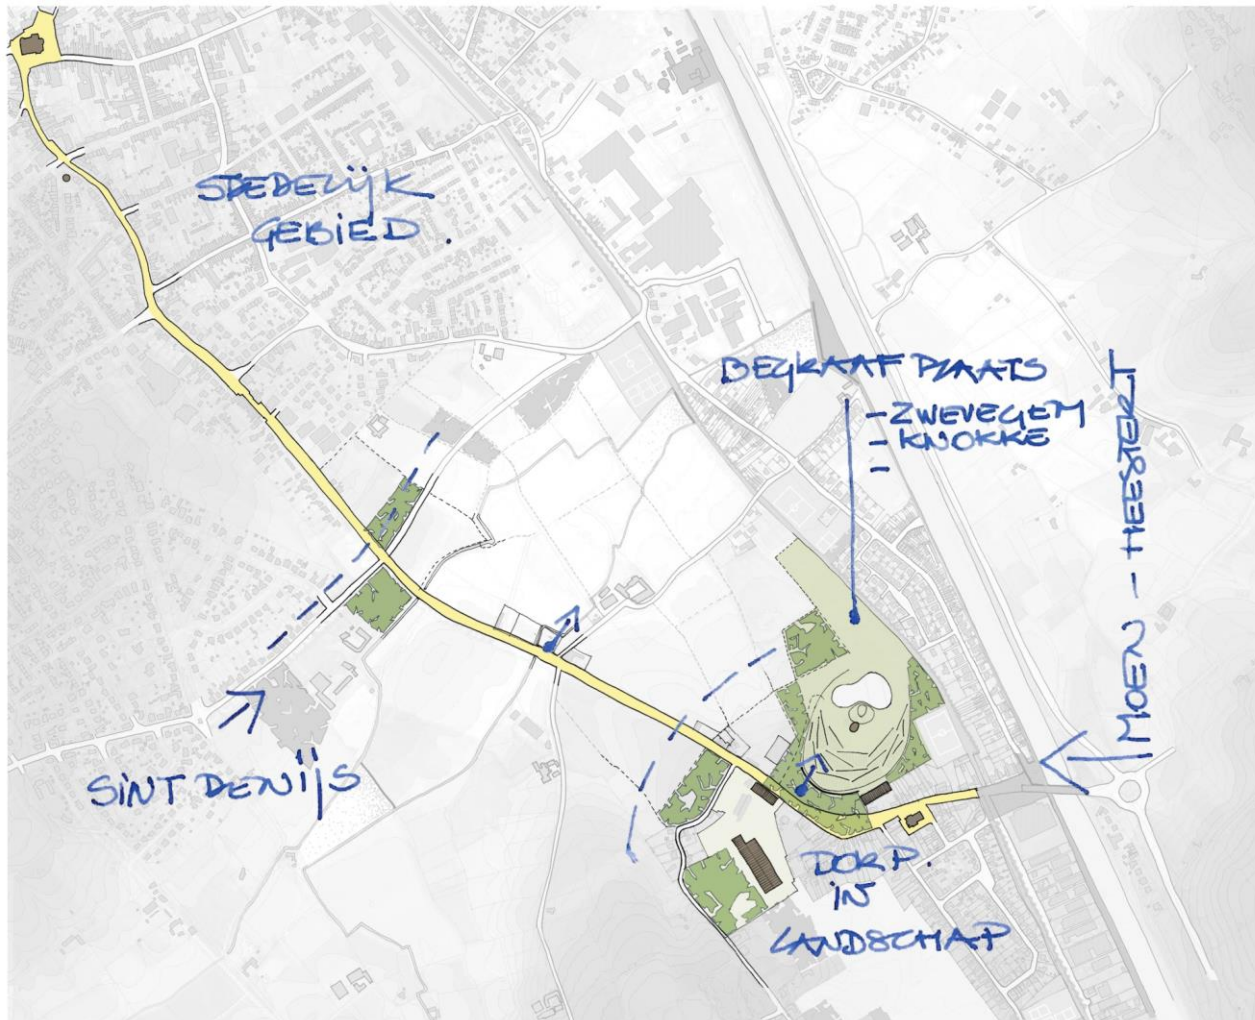 STEDELIJK
GEBIED.
BEGRAAFPLAATS
- ZWEVEGEM
- KNOKKE
-
MOEN - HEESTERT
SINT DENIJS
DORP.
IN
LANDSCHAP